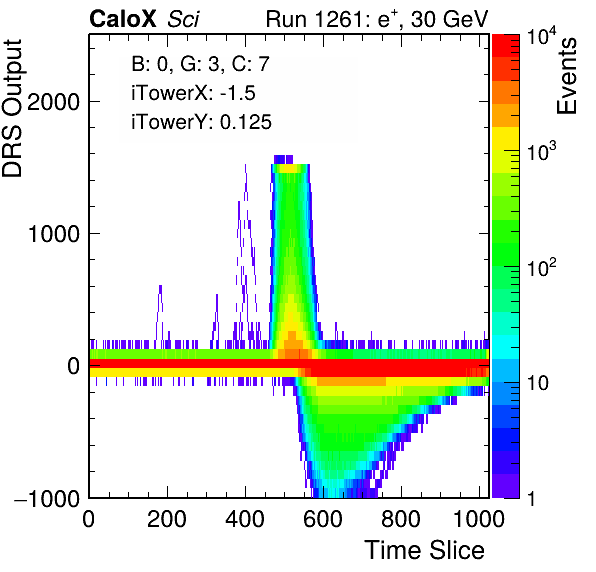 CaloX Sci Run 1261: e⁺, 30 GeV
B: 0, G: 3, C: 7
iTowerX: -1.5
iTowerY: 0.125
DRS Output
2000
1000
0
−1000
0 200 400 600 800 1000
Time Slice
Events
10⁴
10³
10²
10
1